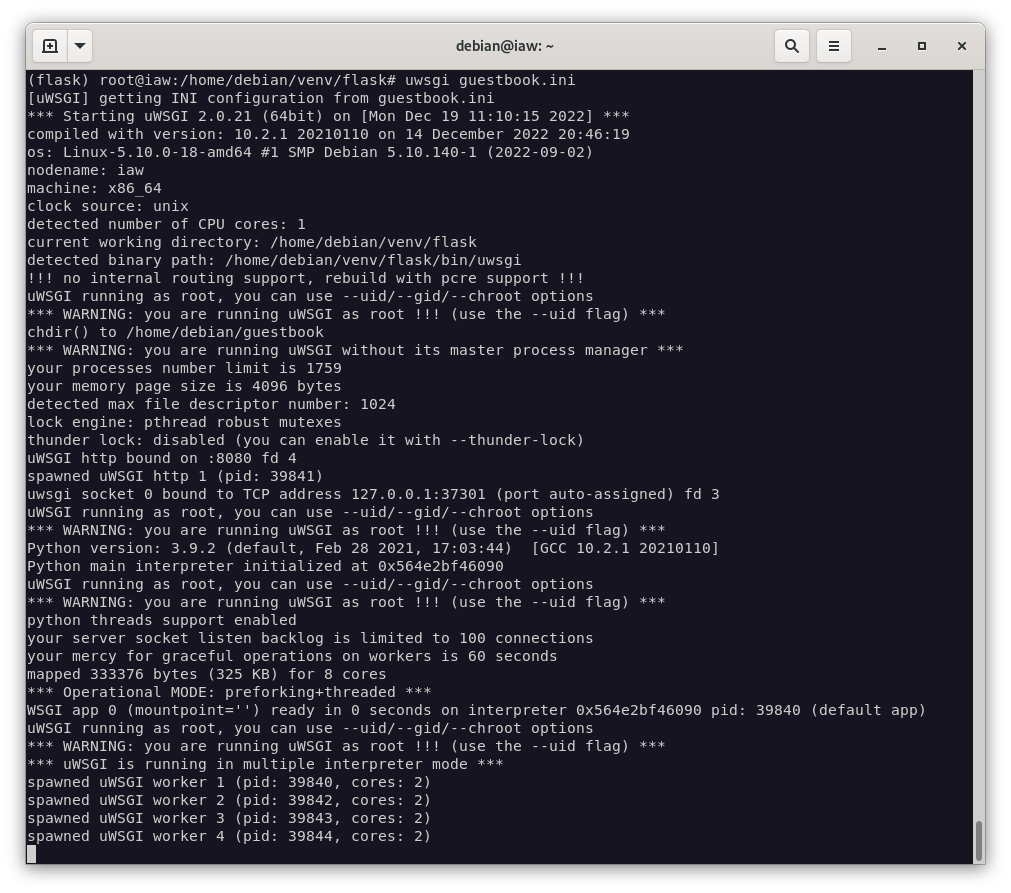 debian@iaw: ~
(flask) root@iaw:/home/debian/venv/flask# uwsgi guestbook.ini
[uWSGI] getting INI configuration from guestbook.ini
*** Starting uWSGI 2.0.21 (64bit) on [Mon Dec 19 11:10:15 2022] ***
compiled with version: 10.2.1 20210110 on 14 December 2022 20:46:19
os: Linux-5.10.0-18-amd64 #1 SMP Debian 5.10.140-1 (2022-09-02)
nodename: iaw
machine: x86_64
clock source: unix
detected number of CPU cores: 1
current working directory: /home/debian/venv/flask
detected binary path: /home/debian/venv/flask/bin/uwsgi
!!! no internal routing support, rebuild with pcre support !!!
uWSGI running as root, you can use --uid/--gid/--chroot options
*** WARNING: you are running uWSGI as root !!! (use the --uid flag) ***
chdir() to /home/debian/guestbook
*** WARNING: you are running uWSGI without its master process manager ***
your processes number limit is 1759
your memory page size is 4096 bytes
detected max file descriptor number: 1024
lock engine: pthread robust mutexes
thunder lock: disabled (you can enable it with --thunder-lock)
uWSGI http bound on :8080 fd 4
spawned uWSGI http 1 (pid: 39841)
uwsgi socket 0 bound to TCP address 127.0.0.1:37301 (port auto-assigned) fd 3
uWSGI running as root, you can use --uid/--gid/--chroot options
*** WARNING: you are running uWSGI as root !!! (use the --uid flag) ***
Python version: 3.9.2 (default, Feb 28 2021, 17:03:44)  [GCC 10.2.1 20210110]
Python main interpreter initialized at 0x564e2bf46090
uWSGI running as root, you can use --uid/--gid/--chroot options
*** WARNING: you are running uWSGI as root !!! (use the --uid flag) ***
python threads support enabled
your server socket listen backlog is limited to 100 connections
your mercy for graceful operations on workers is 60 seconds
mapped 333376 bytes (325 KB) for 8 cores
*** Operational MODE: preforking+threaded ***
WSGI app 0 (mountpoint='') ready in 0 seconds on interpreter 0x564e2bf46090 pid: 39840 (default app)
uWSGI running as root, you can use --uid/--gid/--chroot options
*** WARNING: you are running uWSGI as root !!! (use the --uid flag) ***
*** uWSGI is running in multiple interpreter mode ***
spawned uWSGI worker 1 (pid: 39840, cores: 2)
spawned uWSGI worker 2 (pid: 39842, cores: 2)
spawned uWSGI worker 3 (pid: 39843, cores: 2)
spawned uWSGI worker 4 (pid: 39844, cores: 2)